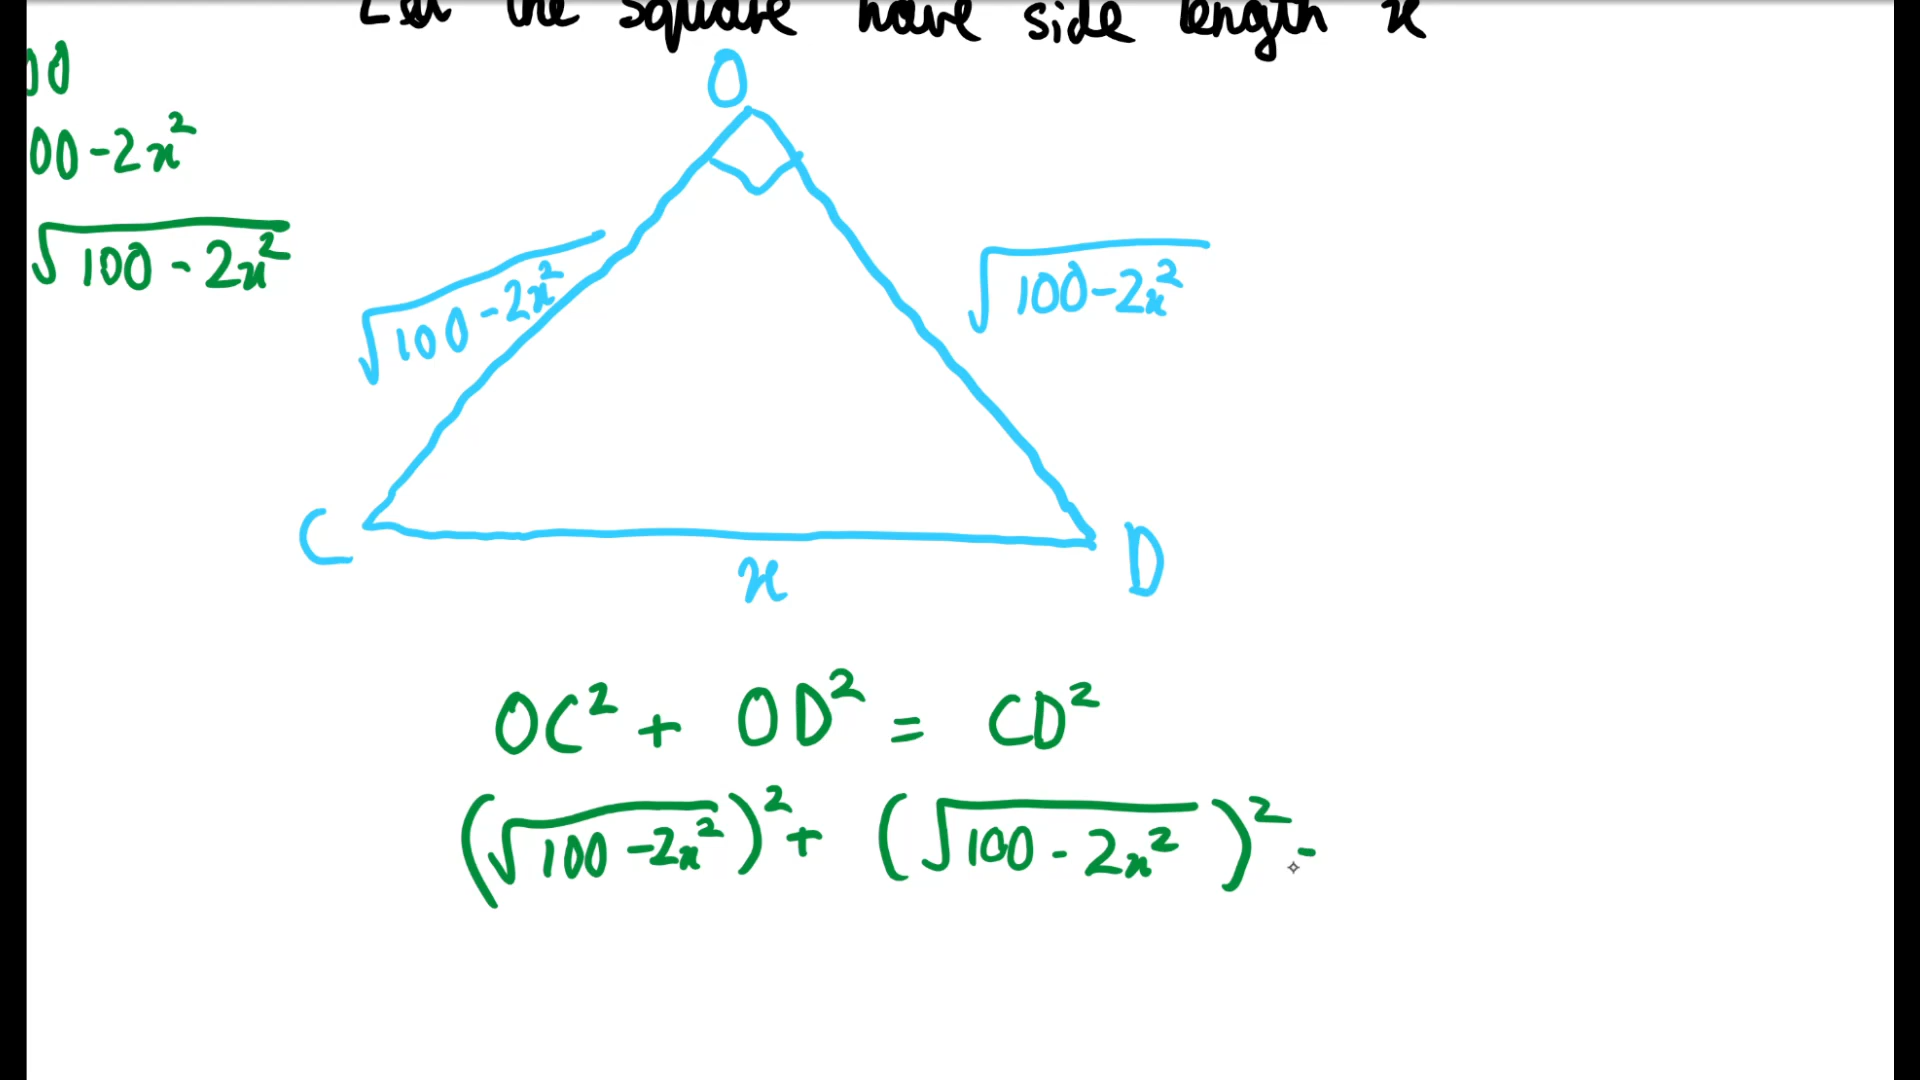 Let the square have side length x
00
00-2x²
√100-2x²
O
√100-2x²
√100-2x²
C
D
x
OC² + OD² = CD²
(√100-2x²)² + (√100-2x²)² -